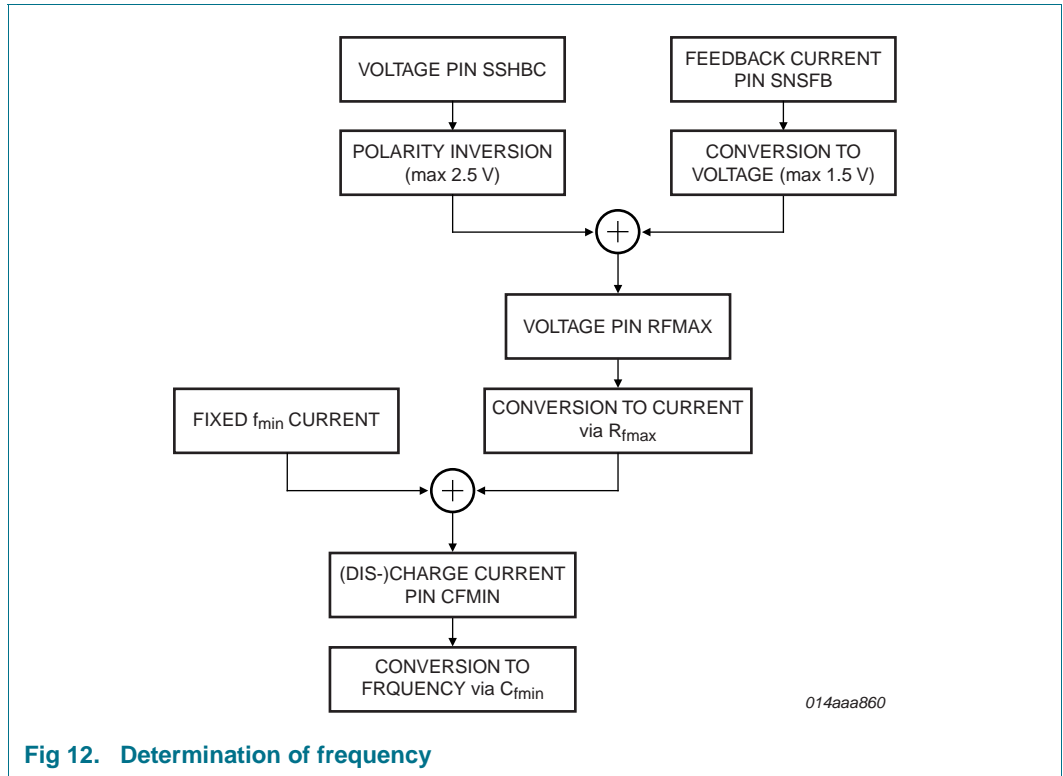 VOLTAGE PIN SSHBC
FEEDBACK CURRENT
PIN SNSFB
POLARITY INVERSION
(max 2.5 V)
CONVERSION TO
VOLTAGE (max 1.5 V)
+
VOLTAGE PIN RFMAX
FIXED fmin CURRENT
CONVERSION TO CURRENT
via Rfmax
+
(DIS-)CHARGE CURRENT
PIN CFMIN
CONVERSION TO
FRQUENCY via Cfmin
014aaa860
Fig 12. Determination of frequency